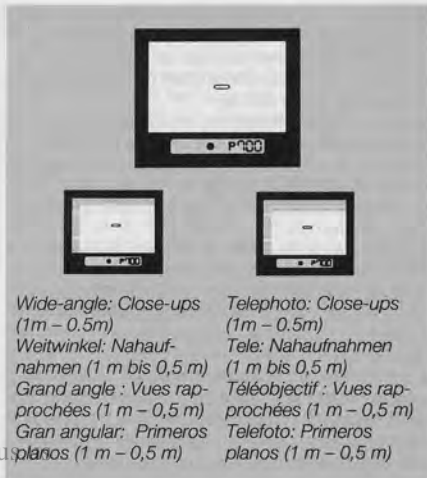 P
Wide-angle: Close-ups
(1m – 0.5m)
Weitwinkel: Nahauf-
nahmen (1 m bis 0,5 m)
Grand angle : Vues rap-
prochées (1 m – 0,5 m)
Gran angular: Primeros
planos (1 m – 0,5 m)
Telephoto: Close-ups
(1m – 0.5m)
Tele: Nahaufnahmen
(1 m bis 0,5 m)
Téléobjectif : Vues rap-
prochées (1 m – 0,5 m)
Telefoto: Primeros
planos (1 m – 0,5 m)